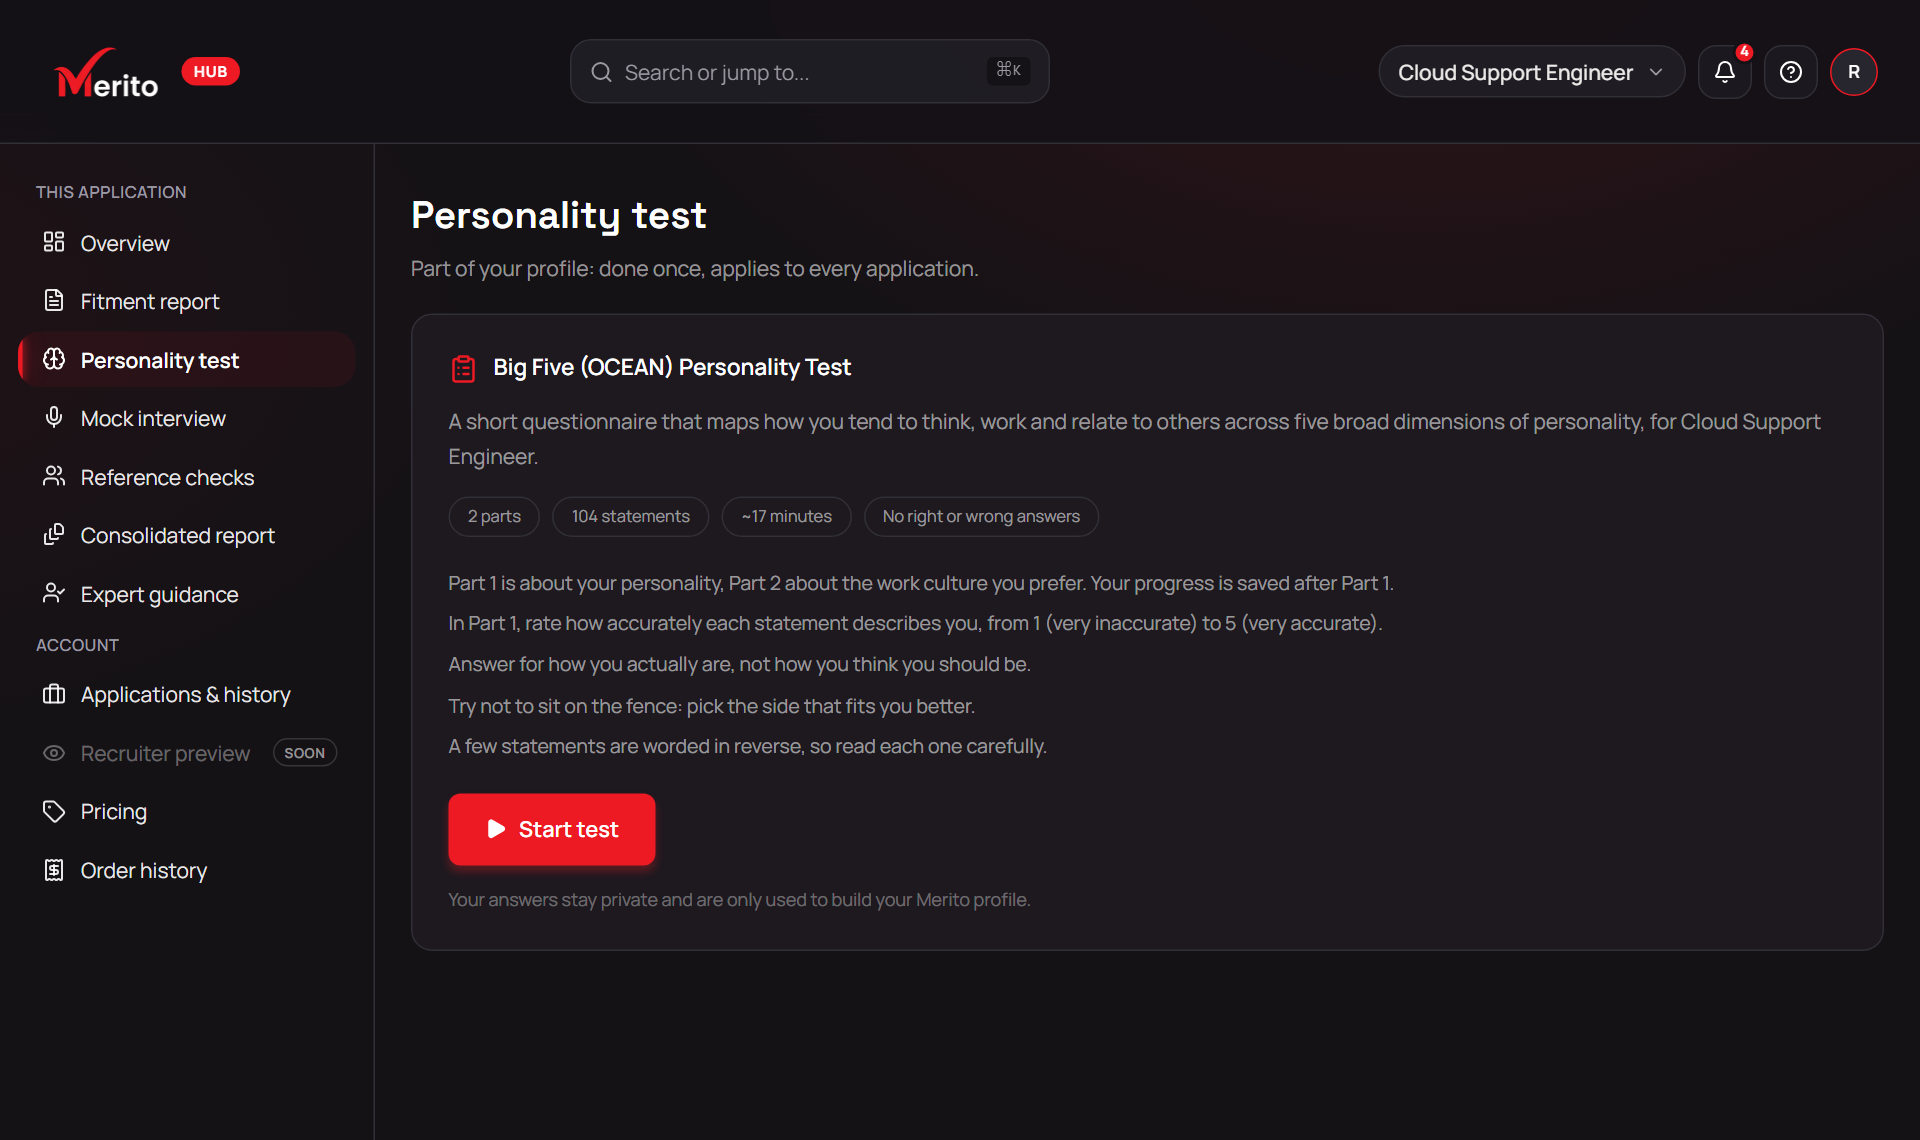 Merito
HUB
Search or jump to...
⌘K
Cloud Support Engineer
4
R
THIS APPLICATION
Overview
Fitment report
Personality test
Mock interview
Reference checks
Consolidated report
Expert guidance
ACCOUNT
Applications & history
Recruiter preview
SOON
Pricing
Order history
Personality test
Part of your profile: done once, applies to every application.
Big Five (OCEAN) Personality Test
A short questionnaire that maps how you tend to think, work and relate to others across five broad dimensions of personality, for Cloud Support
Engineer.
2 parts
104 statements
~17 minutes
No right or wrong answers
Part 1 is about your personality, Part 2 about the work culture you prefer. Your progress is saved after Part 1.
In Part 1, rate how accurately each statement describes you, from 1 (very inaccurate) to 5 (very accurate).
Answer for how you actually are, not how you think you should be.
Try not to sit on the fence: pick the side that fits you better.
A few statements are worded in reverse, so read each one carefully.
Start test
Your answers stay private and are only used to build your Merito profile.